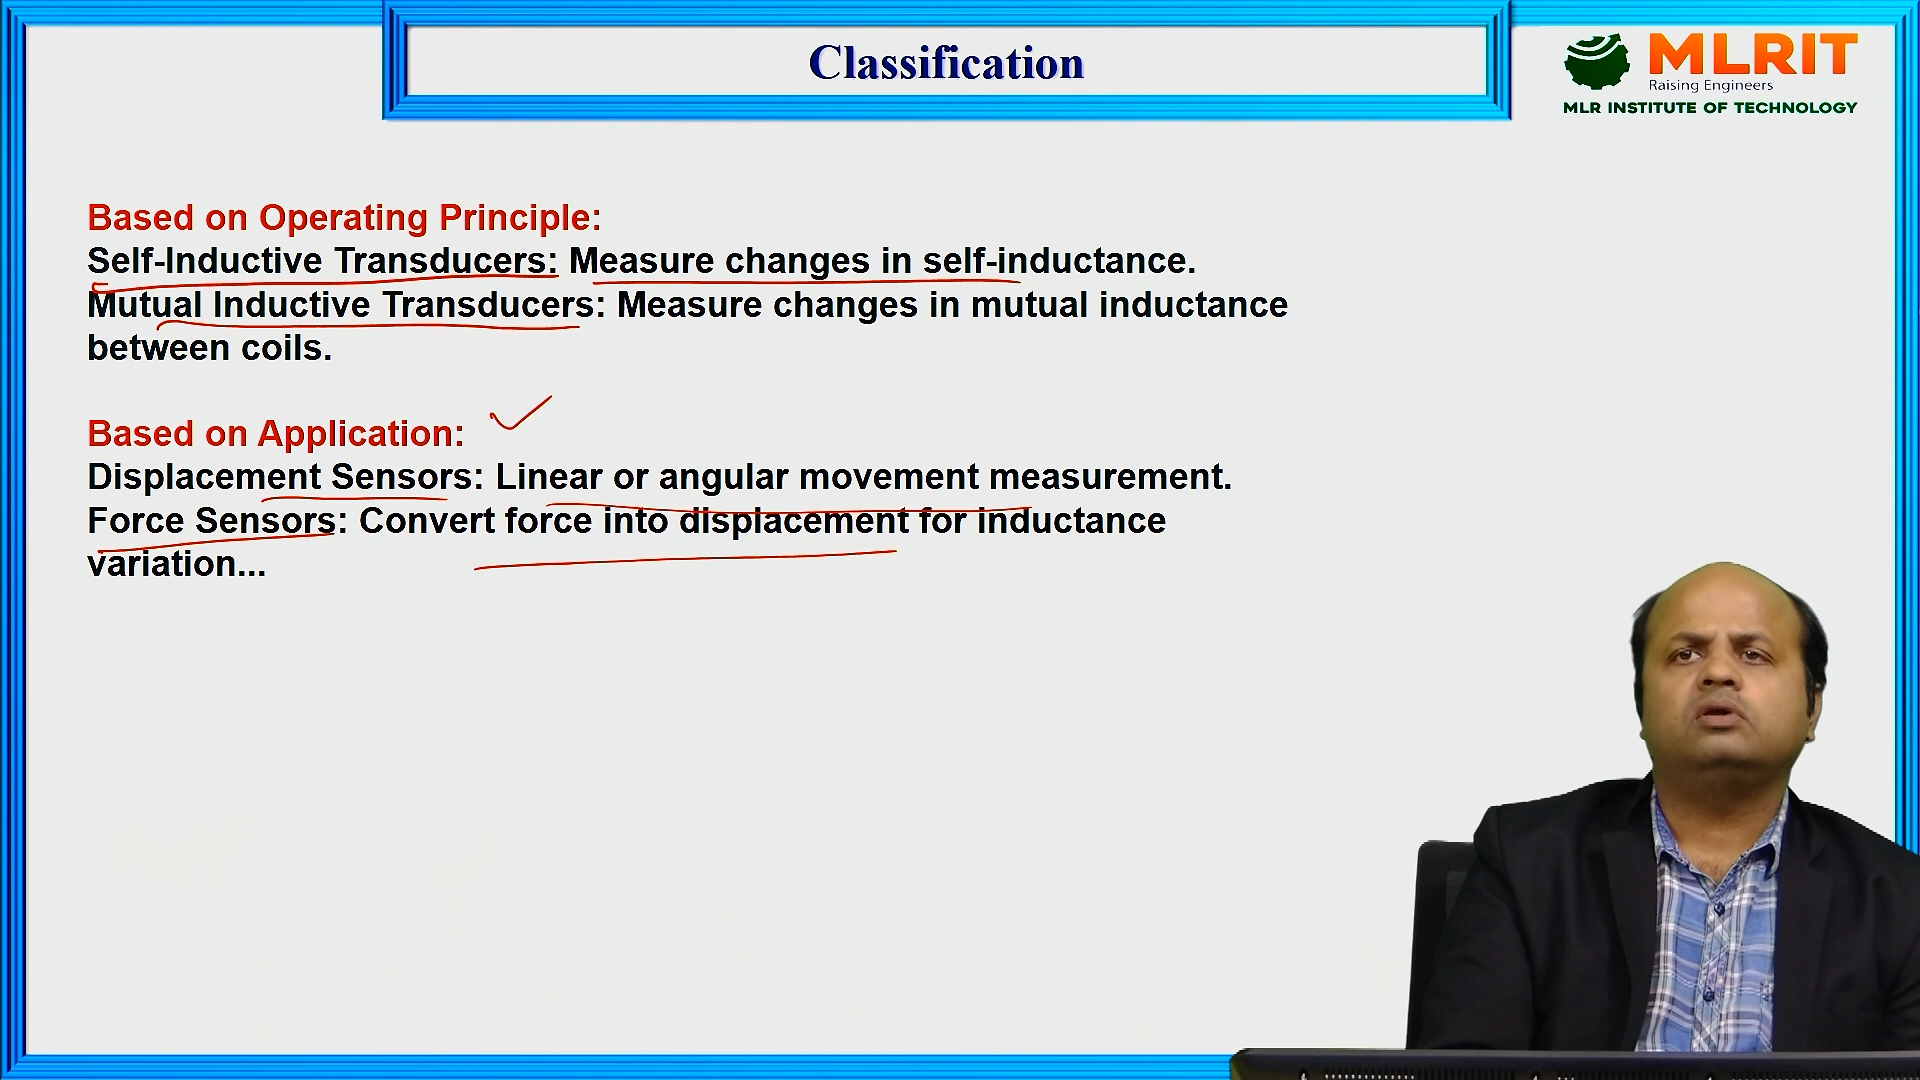 Classification
MLRIT
Raising Engineers
MLR INSTITUTE OF TECHNOLOGY
Based on Operating Principle:
Self-Inductive Transducers: Measure changes in self-inductance.
Mutual Inductive Transducers: Measure changes in mutual inductance
between coils.
Based on Application:
Displacement Sensors: Linear or angular movement measurement.
Force Sensors: Convert force into displacement for inductance
variation...